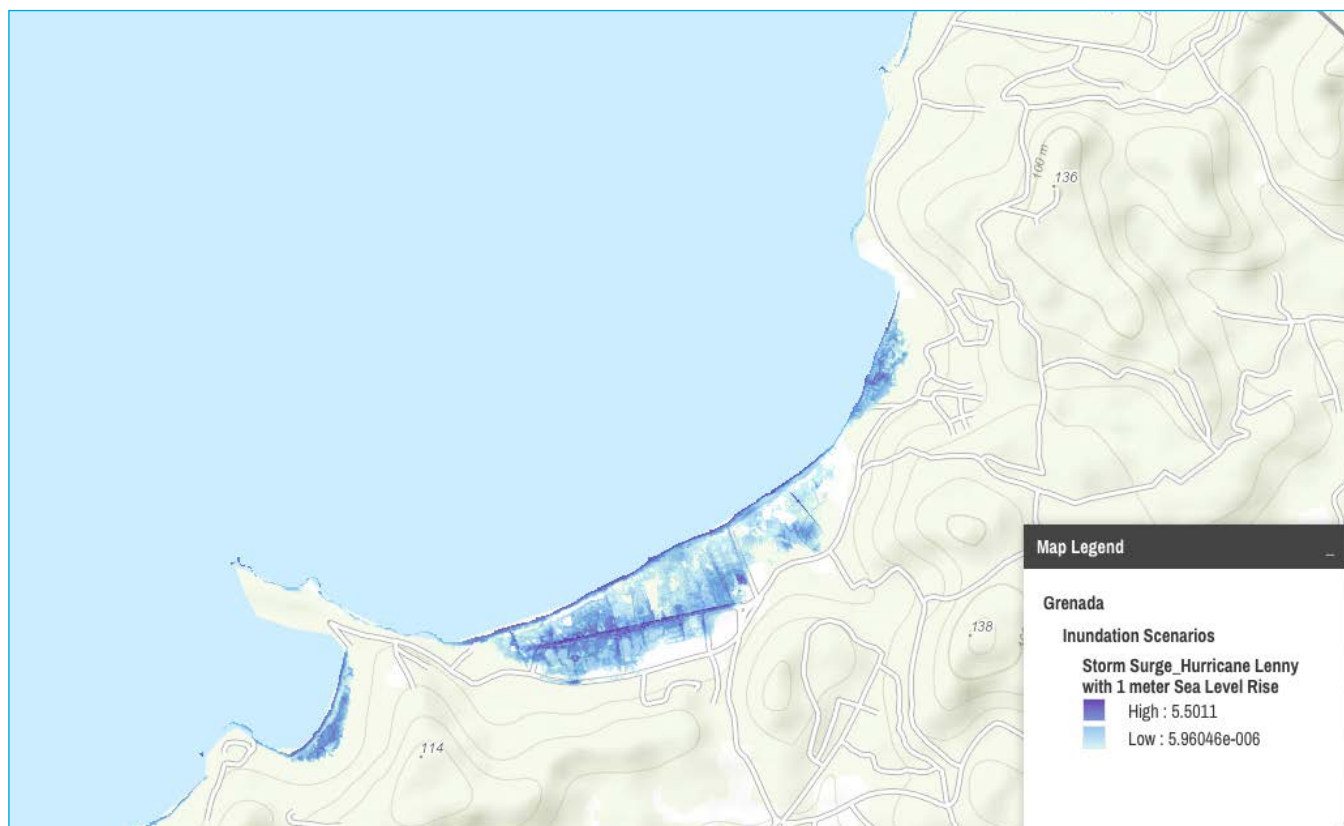 100 m
136
Map Legend _
Grenada
Inundation Scenarios
138
Storm Surge_Hurricane Lenny
with 1 meter Sea Level Rise
High : 5.5011
Low : 5.96046e-006
114